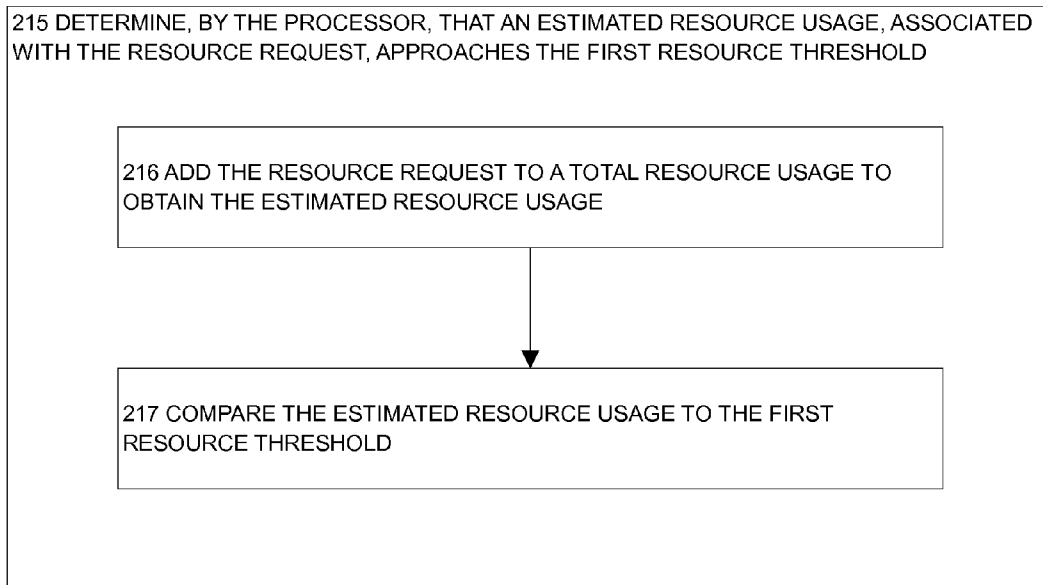 215 DETERMINE, BY THE PROCESSOR, THAT AN ESTIMATED RESOURCE USAGE, ASSOCIATED
WITH THE RESOURCE REQUEST, APPROACHES THE FIRST RESOURCE THRESHOLD
216 ADD THE RESOURCE REQUEST TO A TOTAL RESOURCE USAGE TO
OBTAIN THE ESTIMATED RESOURCE USAGE
217 COMPARE THE ESTIMATED RESOURCE USAGE TO THE FIRST
RESOURCE THRESHOLD